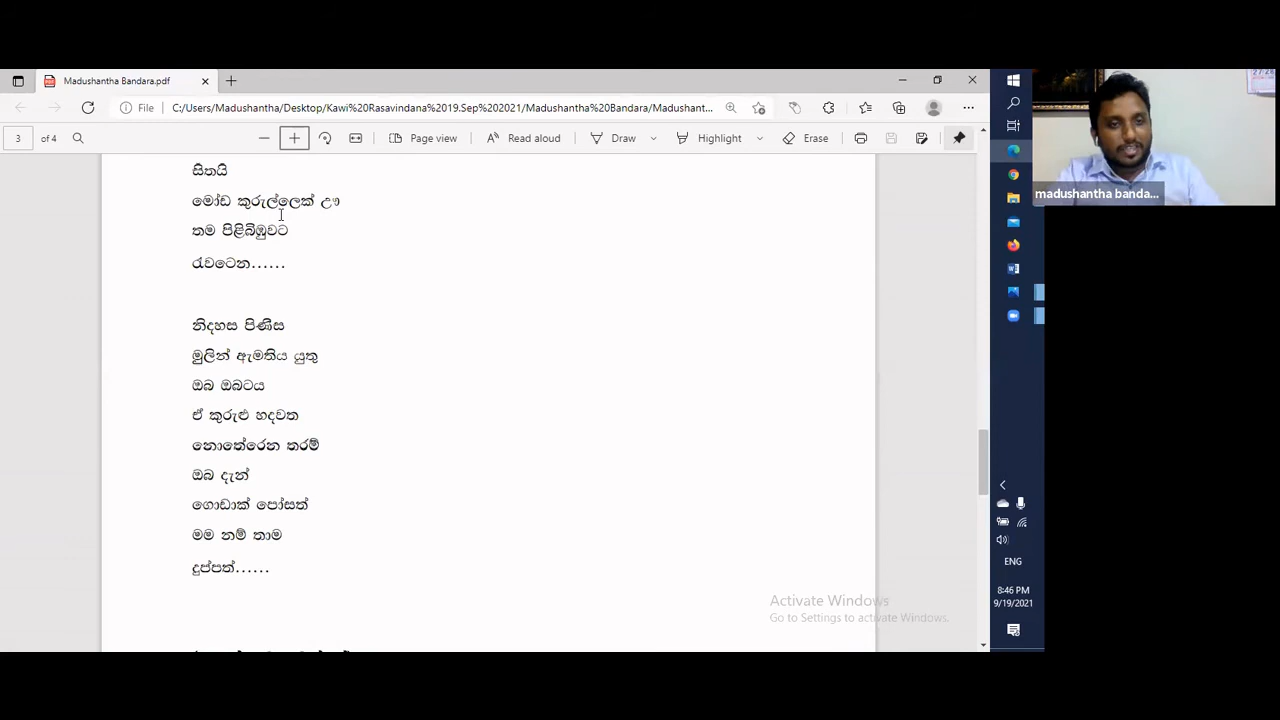 Madushantha Bandara.pdf
File C:/Users/Madushantha/Desktop/Kawi%20Rasavindana%2019.Sep%202021/Madushantha%20Bandara/Madushant...
3 of 4 Page view Read aloud Draw Highlight Erase
සිතයි
මෝඩ කුරුල්ලෙක් ඌ
තම පිළිබිඹුවට
රැවටෙන......
නිදහස පිණිස
මුලින් ඇමතිය යුතු
ඔබ ඔබටය
ඒ කුරුළු හදවත
නොතේරෙන තරම්
ඔබ දැන්
ගොඩාක් පෝසත්
මම නම් තාම
දුප්පත්......
Activate Windows
Go to Settings to activate Windows.
madushantha banda...
ENG
8:46 PM
9/19/2021